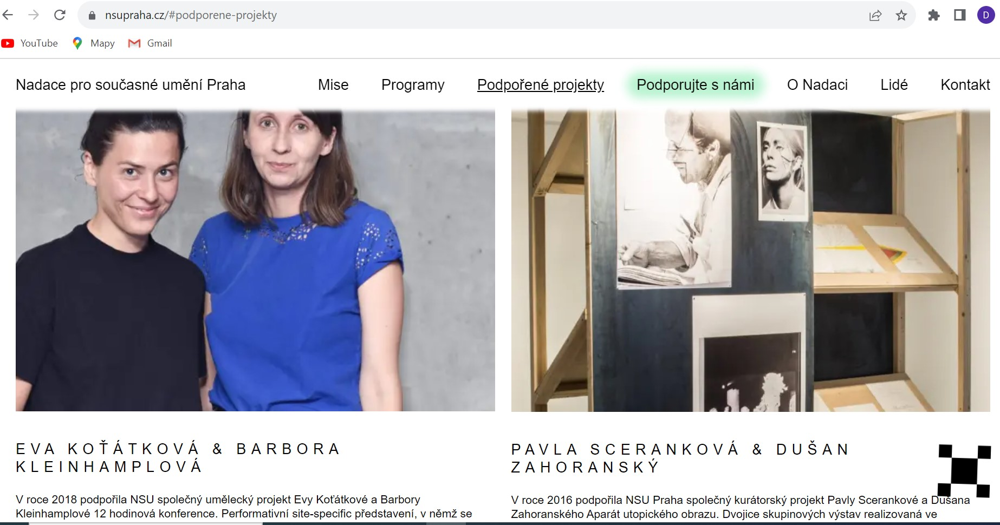 nsupraha.cz/#podporene-projekty
D
YouTube
Mapy
Gmail
Nadace pro současné umění Praha
Mise
Programy
Podpořené projekty
Podporujte s námi
O Nadaci
Lidé
Kontakt
EVA KOŤÁTKOVÁ & BARBORA
KLEINHAMPLOVÁ
V roce 2018 podpořila NSU společný umělecký projekt Evy Koťátkové a Barbory
Kleinhamplové 12 hodinová konference. Performativní site-specific představení, v němž se
PAVLA SCERANKOVÁ & DUŠAN
ZAHORANSKÝ
V roce 2016 podpořila NSU Praha společný kurátorský projekt Pavly Scerankové a Dušana
Zahoranského Aparát utopického obrazu. Dvojice skupinových výstav realizovaná ve